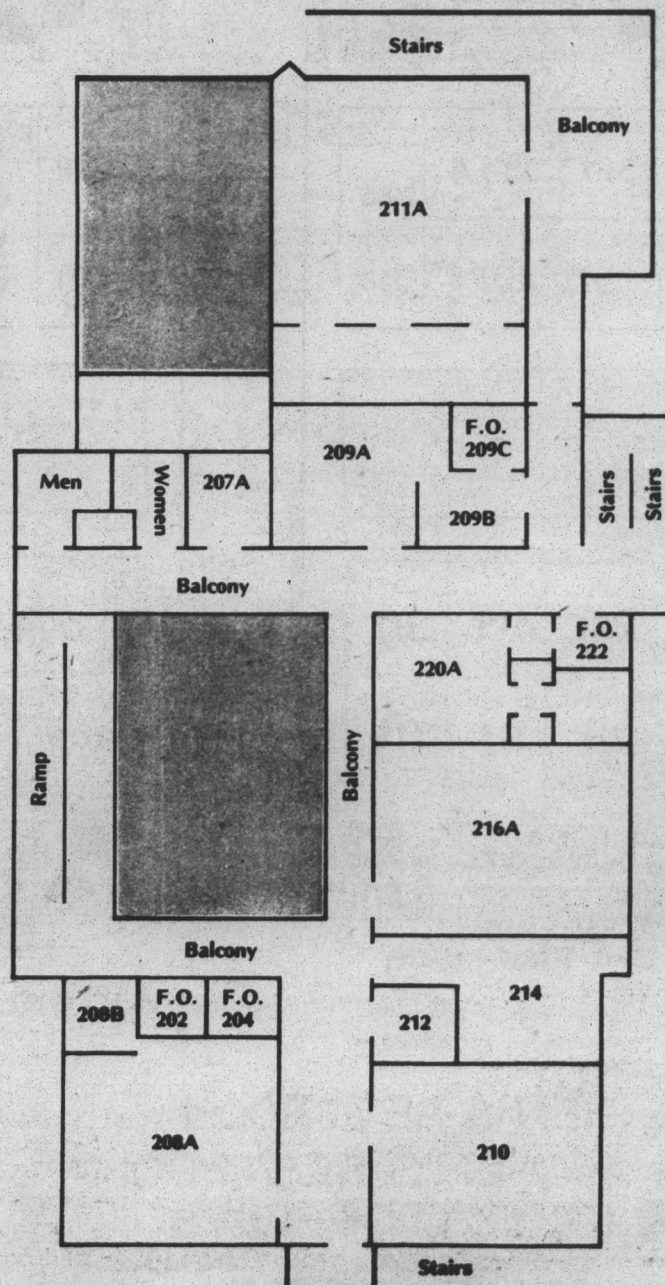 Stairs
Balcony
211A
F.O.
209C
209A
Men
Women
207A
209B
Stairs
Stairs
Balcony
F.O.
222
220A
Ramp
Balcony
216A
Balcony
208B
F.O.
202
F.O.
204
214
212
208A
210
Stairs